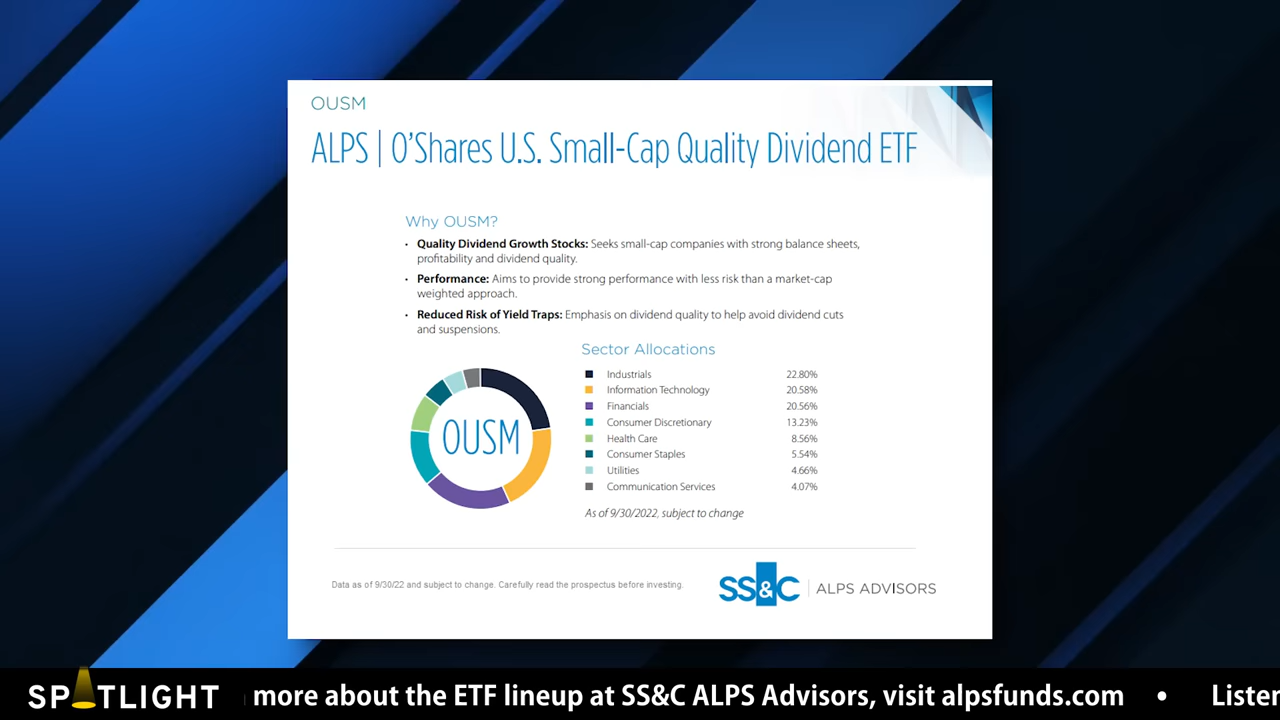 OUSM
ALPS | O'Shares U.S. Small-Cap Quality Dividend ETF
Why OUSM?
• Quality Dividend Growth Stocks: Seeks small-cap companies with strong balance sheets,
profitability and dividend quality.
• Performance: Aims to provide strong performance with less risk than a market-cap
weighted approach.
• Reduced Risk of Yield Traps: Emphasis on dividend quality to help avoid dividend cuts
and suspensions.
Sector Allocations
Industrials 22.80%
Information Technology 20.58%
Financials 20.56%
Consumer Discretionary 13.23%
Health Care 8.56%
Consumer Staples 5.54%
Utilities 4.66%
Communication Services 4.07%
OUSM
As of 9/30/2022, subject to change
Data as of 9/30/22 and subject to change. Carefully read the prospectus before investing.
SS&C | ALPS ADVISORS
SPOTLIGHT more about the ETF lineup at SS&C ALPS Advisors, visit alpsfunds.com • Listen